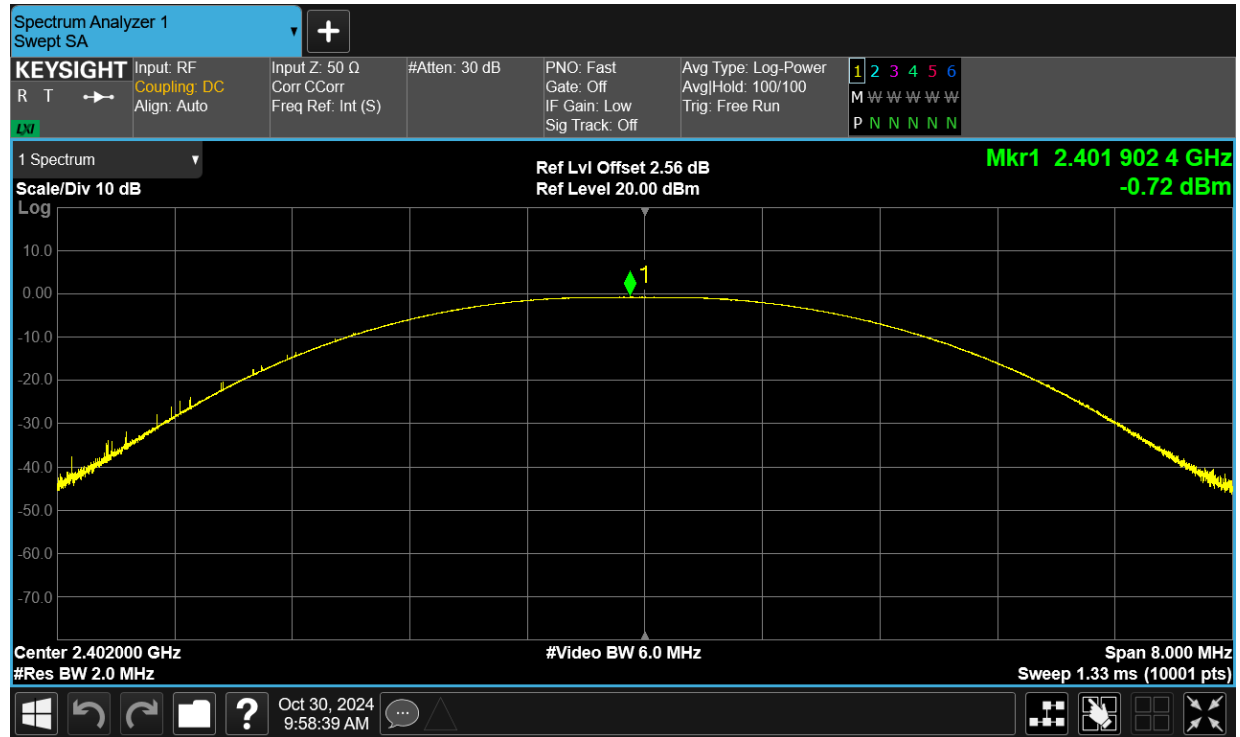 Spectrum Analyzer 1
Swept SA
+
KEYSIGHT
R T
LXI
Input: RF
Coupling: DC
Align: Auto
Input Z: 50 Ω
Corr CCorr
Freq Ref: Int (S)
#Atten: 30 dB
PNO: Fast
Gate: Off
IF Gain: Low
Sig Track: Off
Avg Type: Log-Power
Avg|Hold: 100/100
Trig: Free Run
1 2 3 4 5 6
M W W W W W
P N N N N N
1 Spectrum
Scale/Div 10 dB
Log
Ref Lvl Offset 2.56 dB
Ref Level 20.00 dBm
Mkr1 2.401 902 4 GHz
-0.72 dBm
1
10.0
0.00
-10.0
-20.0
-30.0
-40.0
-50.0
-60.0
-70.0
Center 2.402000 GHz
#Video BW 6.0 MHz
Span 8.000 MHz
#Res BW 2.0 MHz
Sweep 1.33 ms (10001 pts)
?
Oct 30, 2024
9:58:39 AM